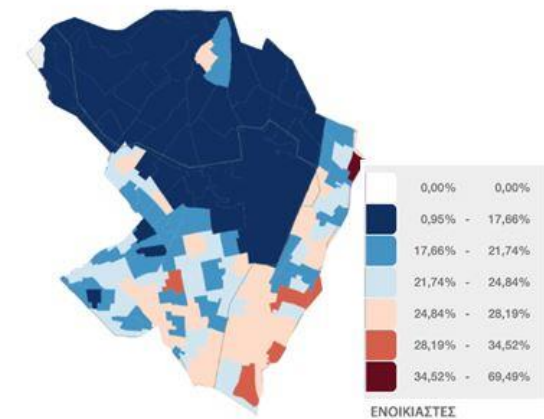 0,00% 0,00%
0,95% - 17,66%
17,66% - 21,74%
21,74% - 24,84%
24,84% - 28,19%
28,19% - 34,52%
34,52% - 69,49%
ΕΝΟΙΚΙΑΣΤΕΣ